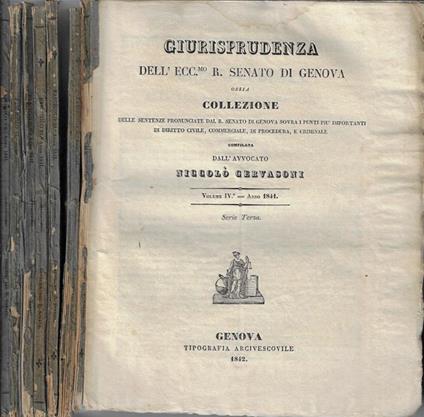 GIURISPRUDENZA
DELL' ECC.MO R. SENATO DI GENOVA
OSSIA
COLLEZIONE
DELLE SENTENZE PRONUNCIATE DAL R. SENATO DI GENOVA SOVRA I PUNTI PIU' IMPORTANTI
DI DIRITTO CIVILE, COMMERCIALE, DI PROCEDURA, E CRIMINALE
COMPILATA
DALL'AVVOCATO
NICCOLÒ GERVASONI
VOLUME IV.º — ANNO 1841.
Serie Terza.
GENOVA
TIPOGRAFIA ARCIVESCOVILE
1842.